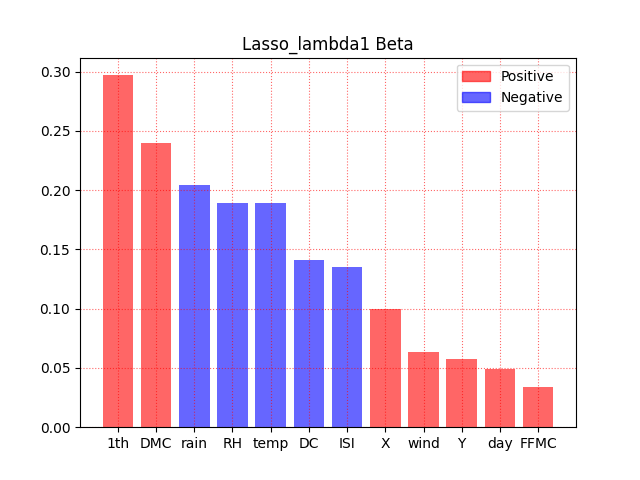 Lasso_lambda1 Beta
Positive
Negative
0.30
0.25
0.20
0.15
0.10
0.05
0.00
1th DMC rain RH temp DC ISI X wind Y day FFMC